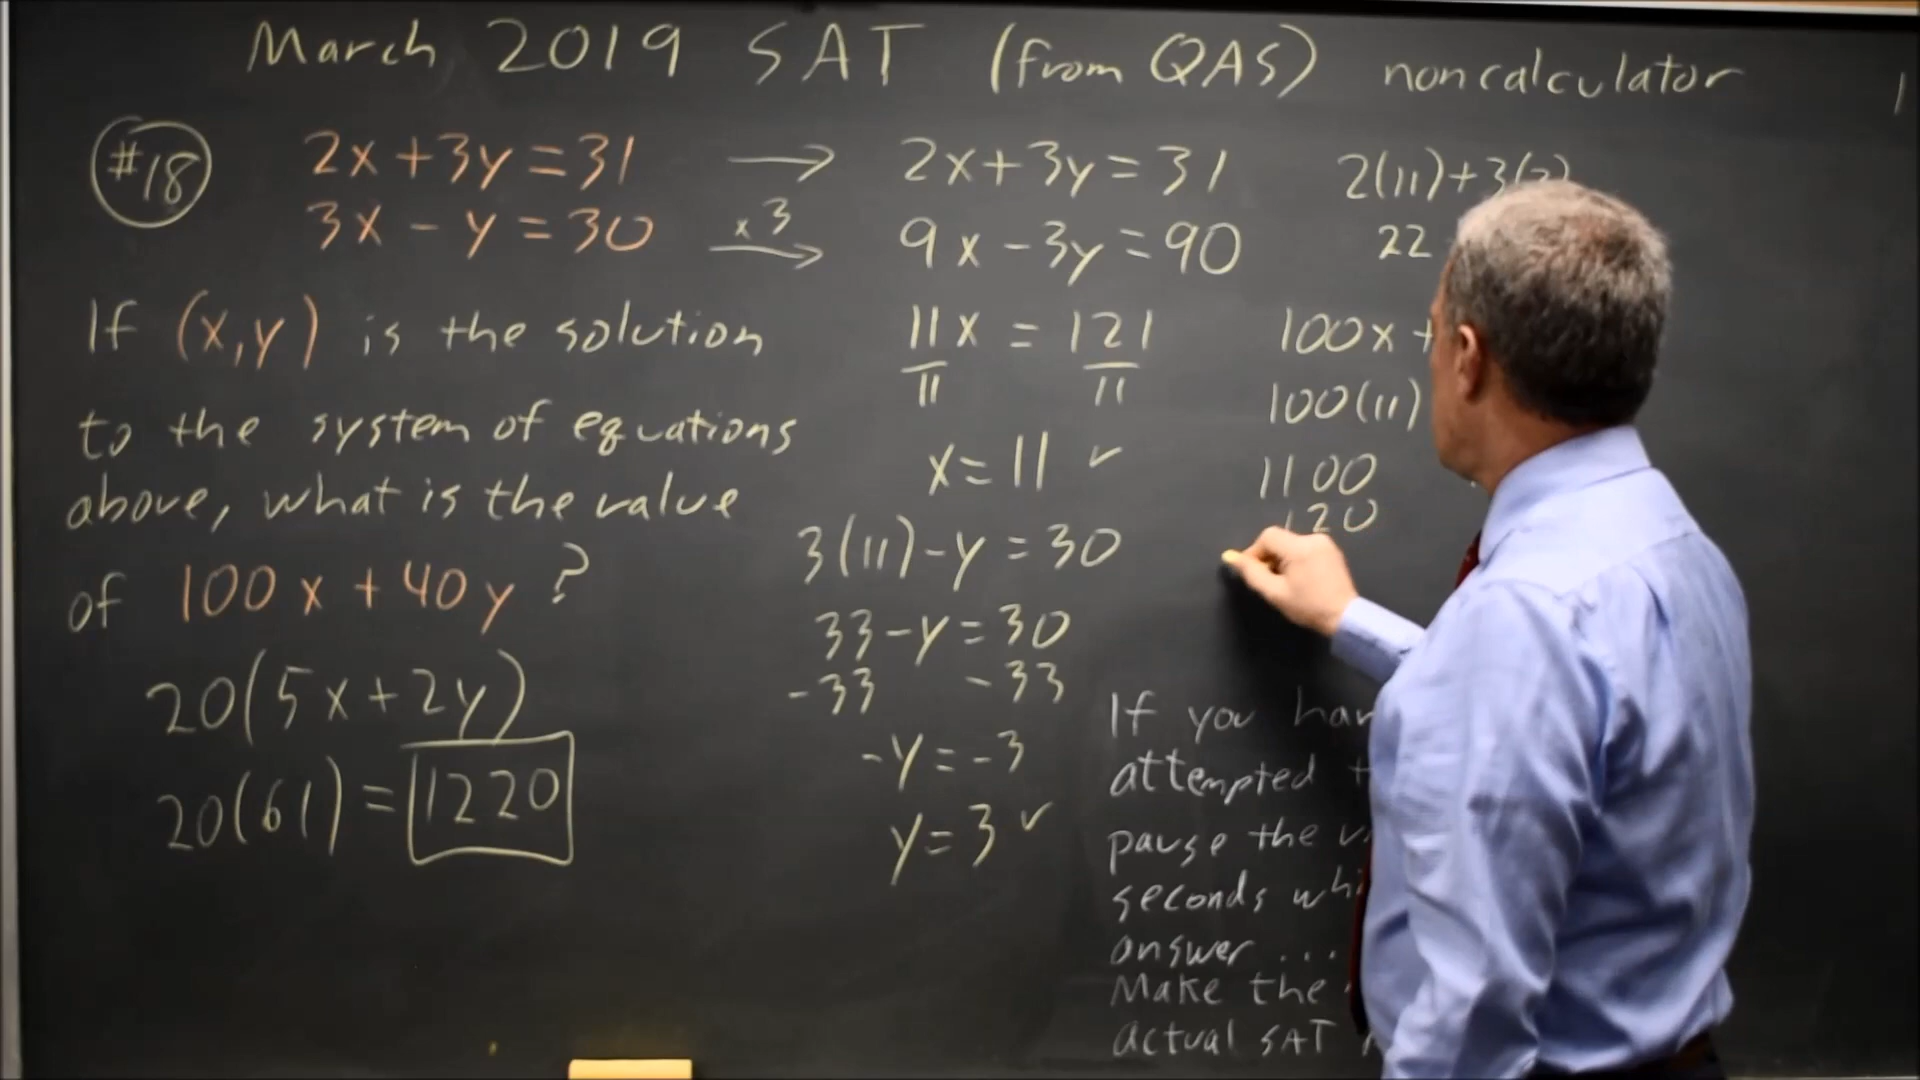 March 2019 SAT (from QAS) noncalculator 1
#18
2x+3y=31 → 2x+3y=31
3x-y=30 x3 → 9x-3y=90
If (x,y) is the solution
to the system of equations
above, what is the value
of 100x+40y?
20(5x+2y)
20(61)=1220
11x = 121
11 11
x=11 ✓
3(11)-y=30
33-y=30
-33 -33
-y=-3
y=3 ✓
2(11)+3(
22
100x +
100(11)
1100
120
If you
attempted
pause the
seconds
answer ...
Make the
actual SAT